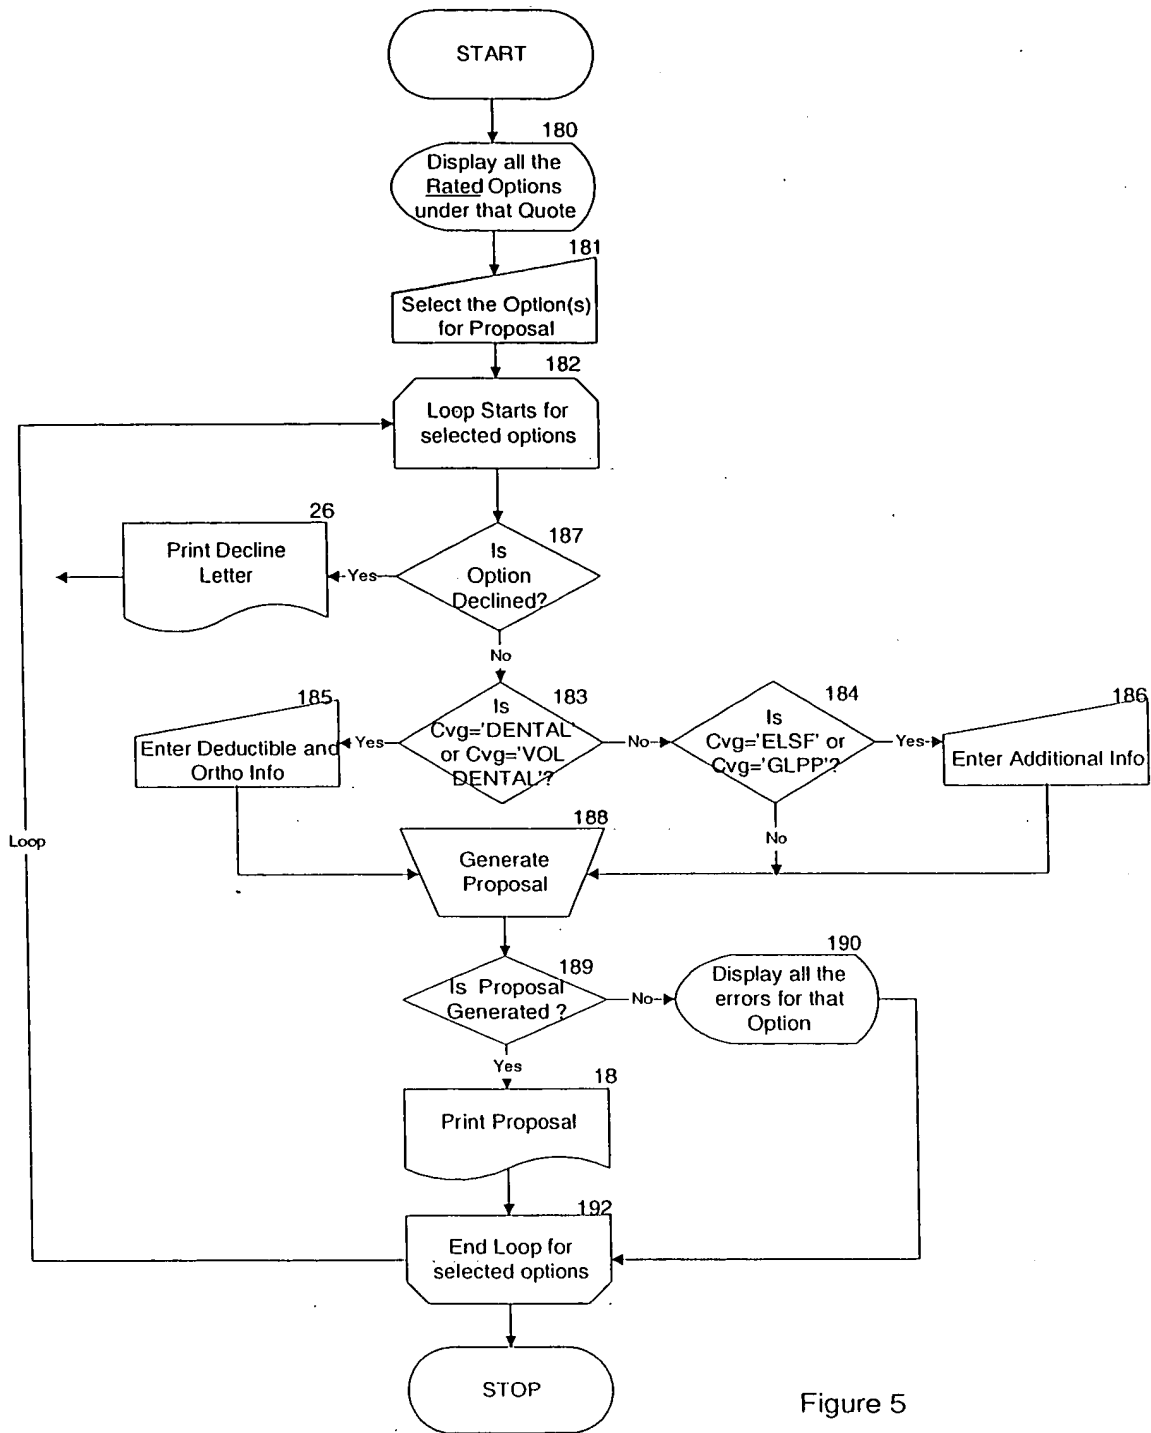 START
180
Display all the
Rated Options
under that Quote
181
Select the Option(s)
for Proposal
182
Loop Starts for
selected options
26
Print Decline
Letter
Yes
187
Is
Option
Declined?
No
185
Enter Deductible and
Ortho Info
Yes
183
Is
Cvg='DENTAL'
or Cvg='VOL
DENTAL'?
No
184
Is
Cvg='ELSF' or
Cvg='GLPP'?
Yes
186
Enter Additional Info
No
Loop
188
Generate
Proposal
189
Is Proposal
Generated ?
No
190
Display all the
errors for that
Option
Yes
18
Print Proposal
192
End Loop for
selected options
STOP
Figure 5